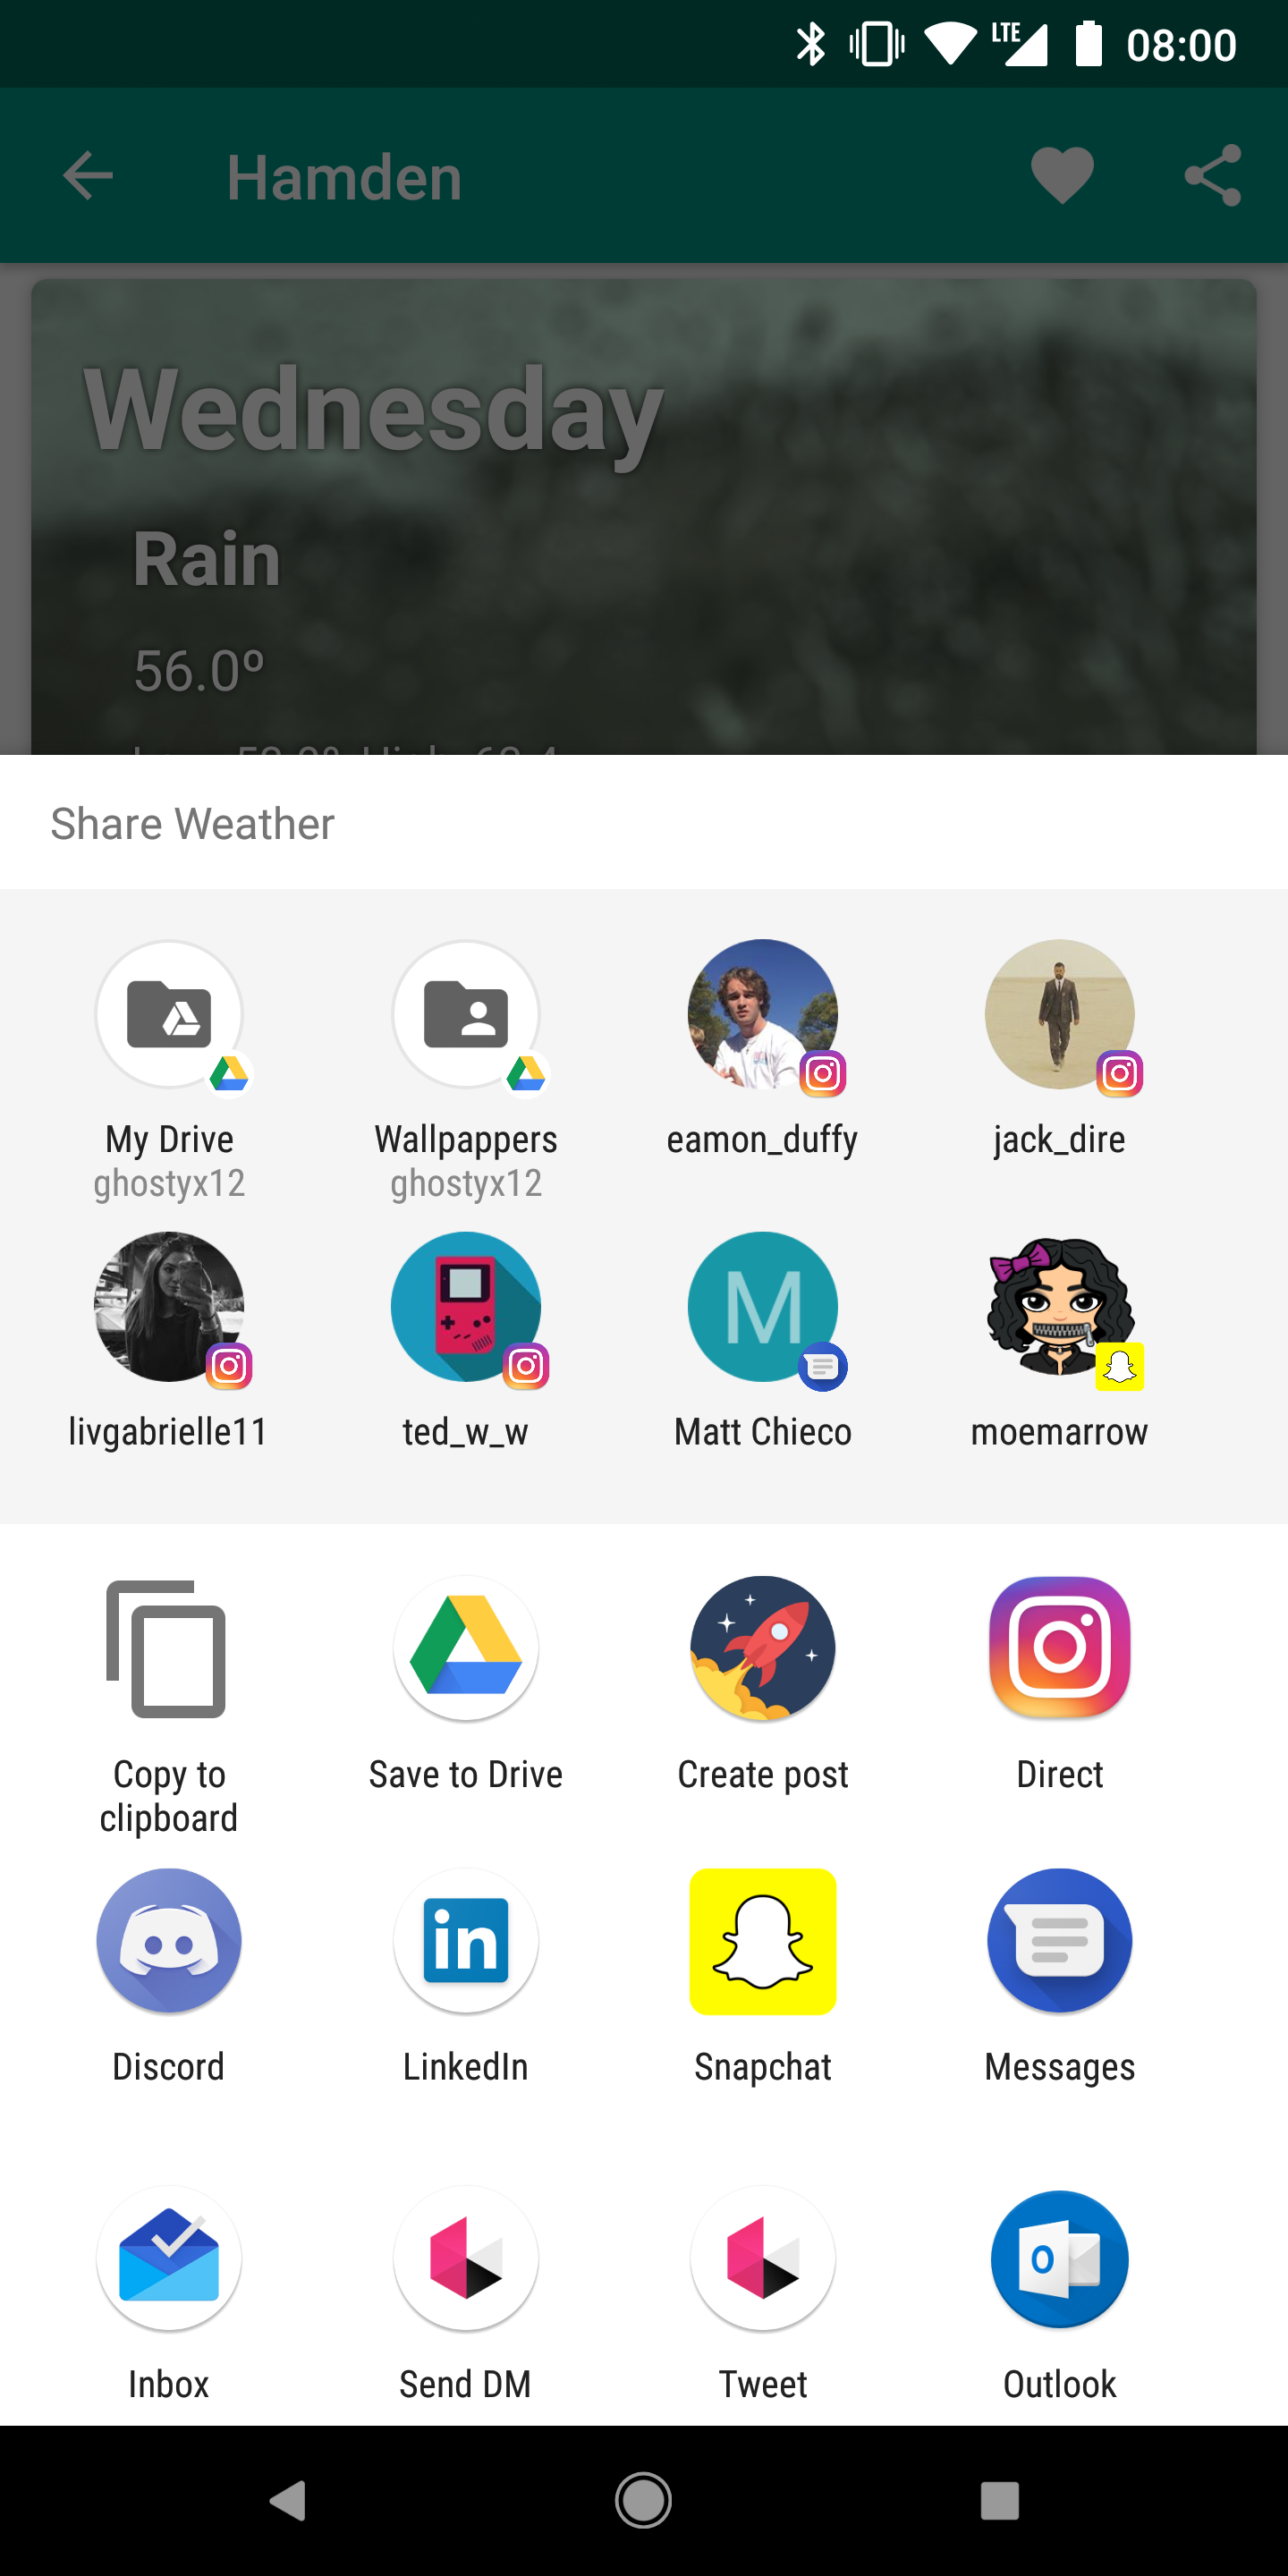 LTE 08:00
Hamden
Wednesday
Rain
56.0º
Share Weather
My Drive Wallpappers eamon_duffy jack_dire
ghostyx12 ghostyx12
M
livgabrielle11 ted_w_w Matt Chieco moemarrow
Copy to Save to Drive Create post Direct
clipboard
in
Discord LinkedIn Snapchat Messages
O
Inbox Send DM Tweet Outlook